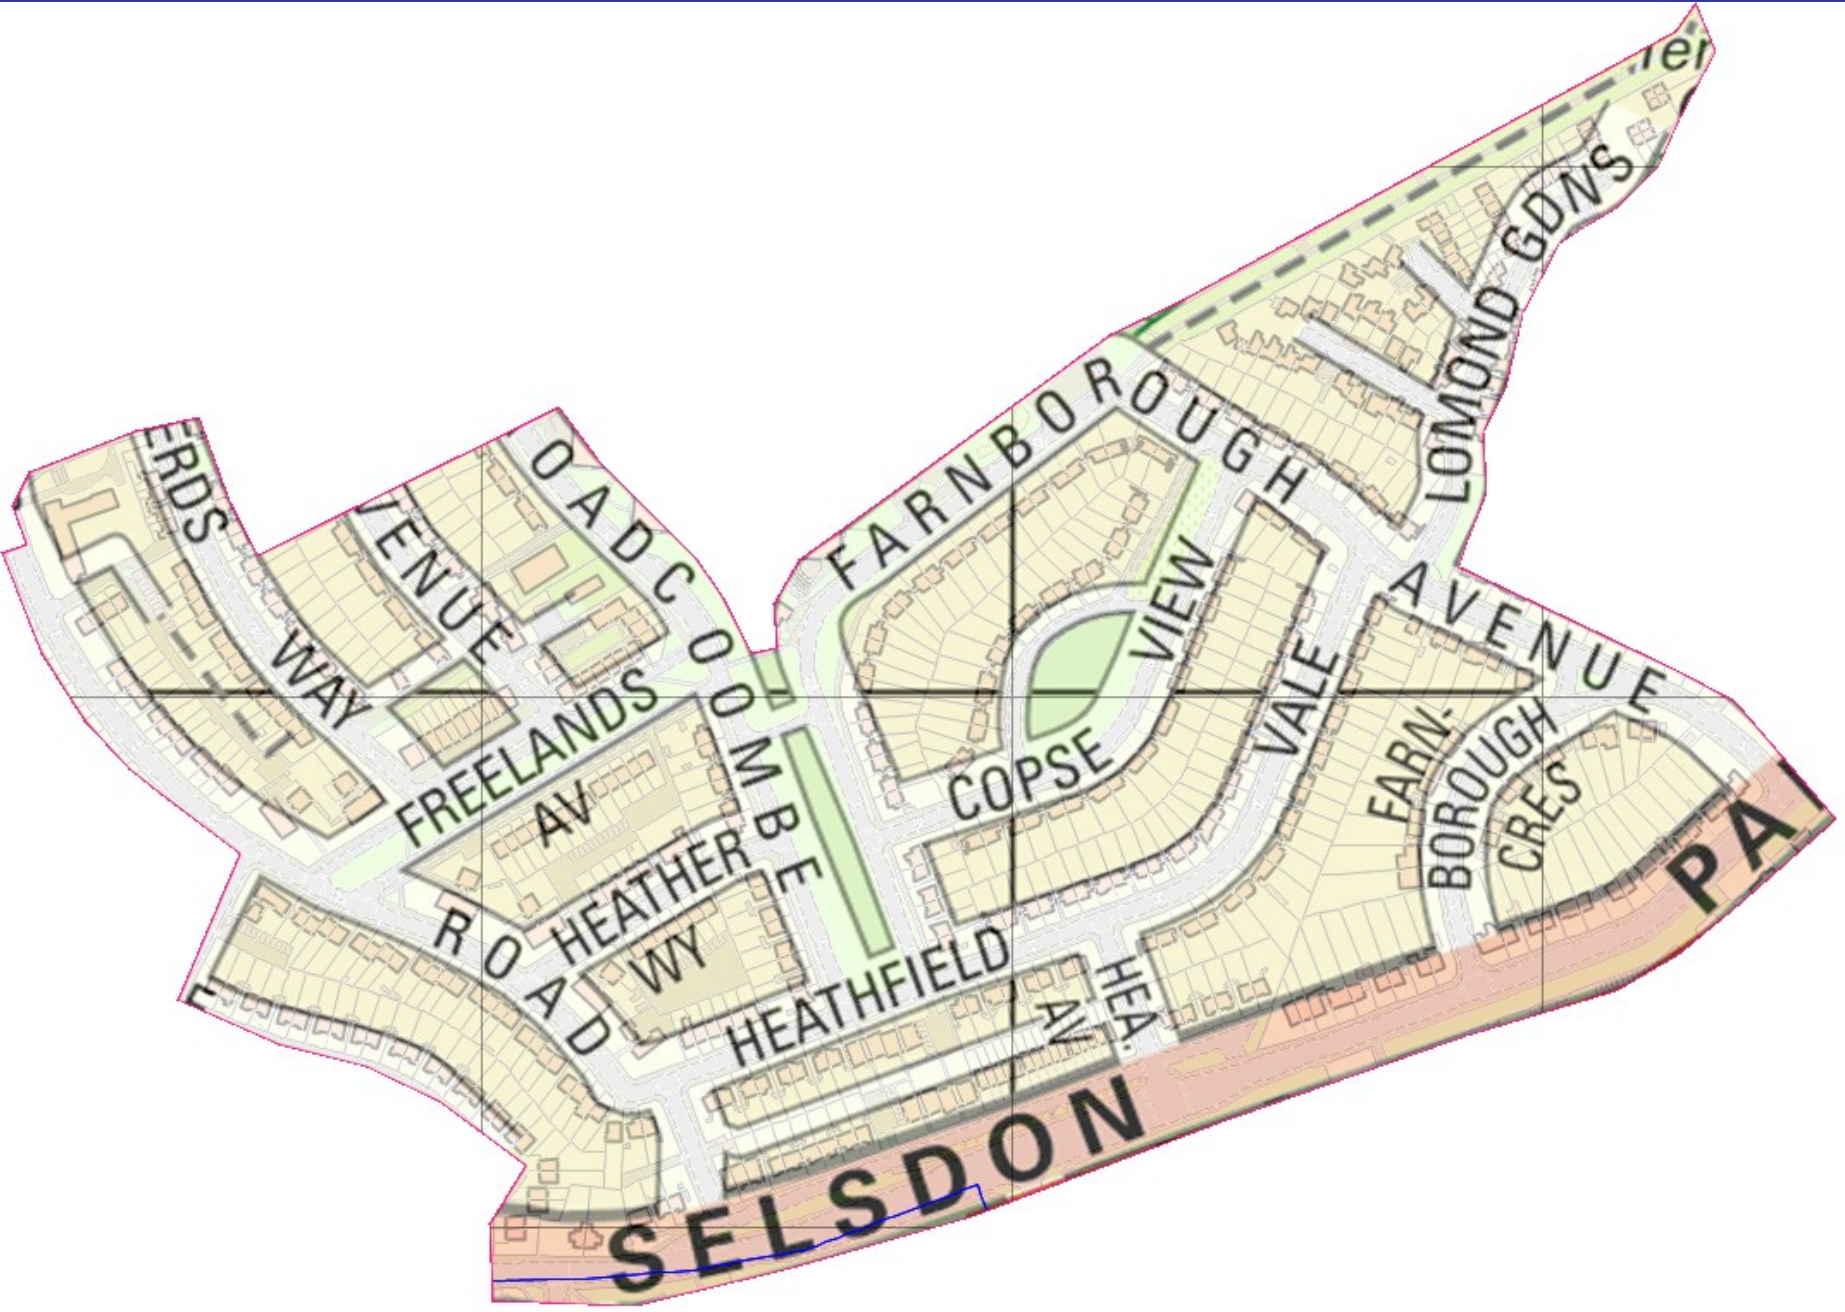 ERDS
WAY
VENUE
OADCOOMBE
FREELANDS
AV
HEATHER
WY
ROAD
FARNBOROUGH
AVENUE
LOMOND GDNS
COPSE
VIEW
VALE
FARN-
BOROUGH
CRES
HEATHFIELD
HEA.
AV
SELSDON
PA